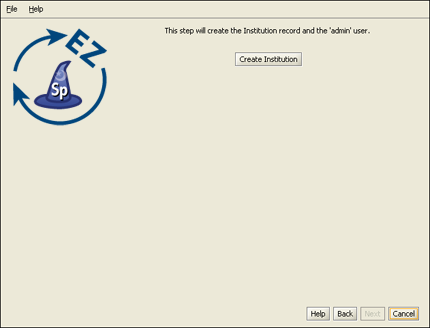 File Help
This step will create the Institution record and the 'admin' user.
EZ
Create Institution
Sp
Help Back Next Cancel